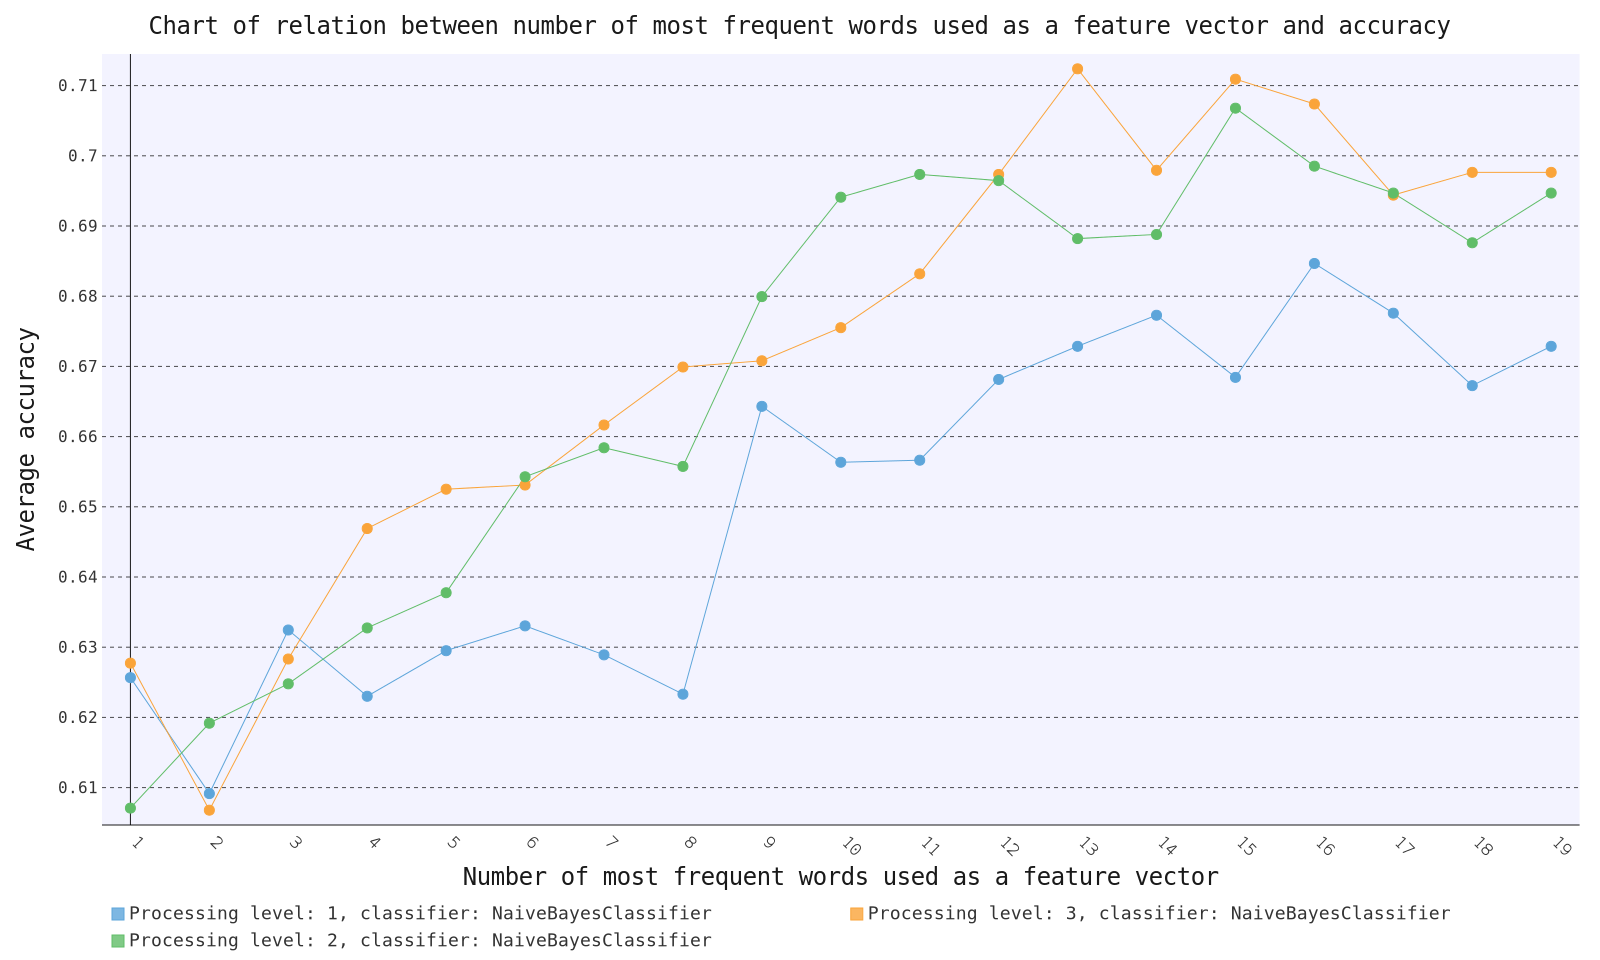 Chart of relation between number of most frequent words used as a feature vector and accuracy
Average accuracy
0.71
0.7
0.69
0.68
0.67
0.66
0.65
0.64
0.63
0.62
0.61
1 2 3 4 5 6 7 8 9 10 11 12 13 14 15 16 17 18 19
Number of most frequent words used as a feature vector
Processing level: 1, classifier: NaiveBayesClassifier Processing level: 3, classifier: NaiveBayesClassifier
Processing level: 2, classifier: NaiveBayesClassifier